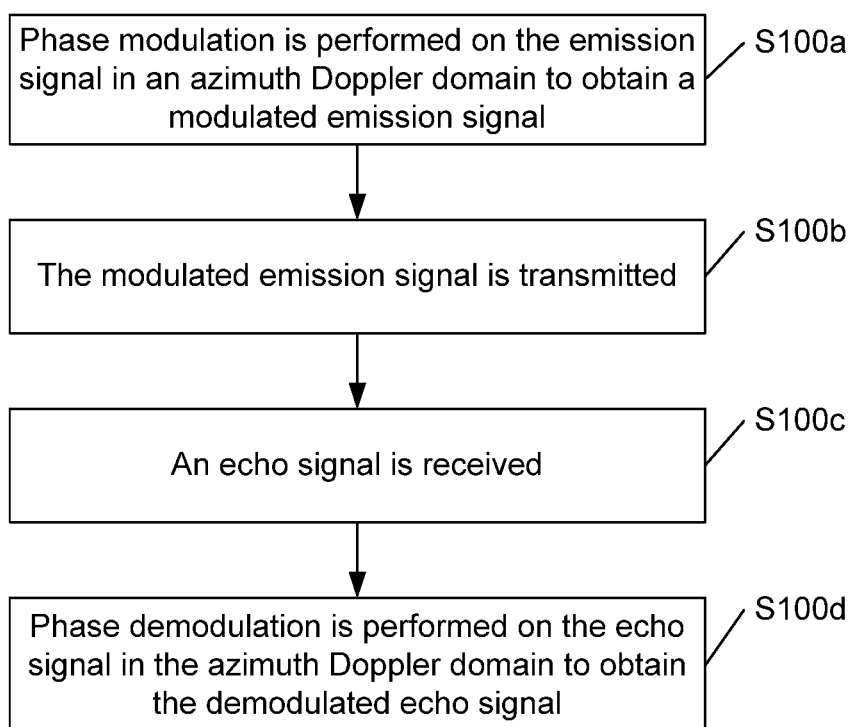 Phase modulation is performed on the emission
signal in an azimuth Doppler domain to obtain a
modulated emission signal
S100a
The modulated emission signal is transmitted
S100b
An echo signal is received
S100c
Phase demodulation is performed on the echo
signal in the azimuth Doppler domain to obtain
the demodulated echo signal
S100d